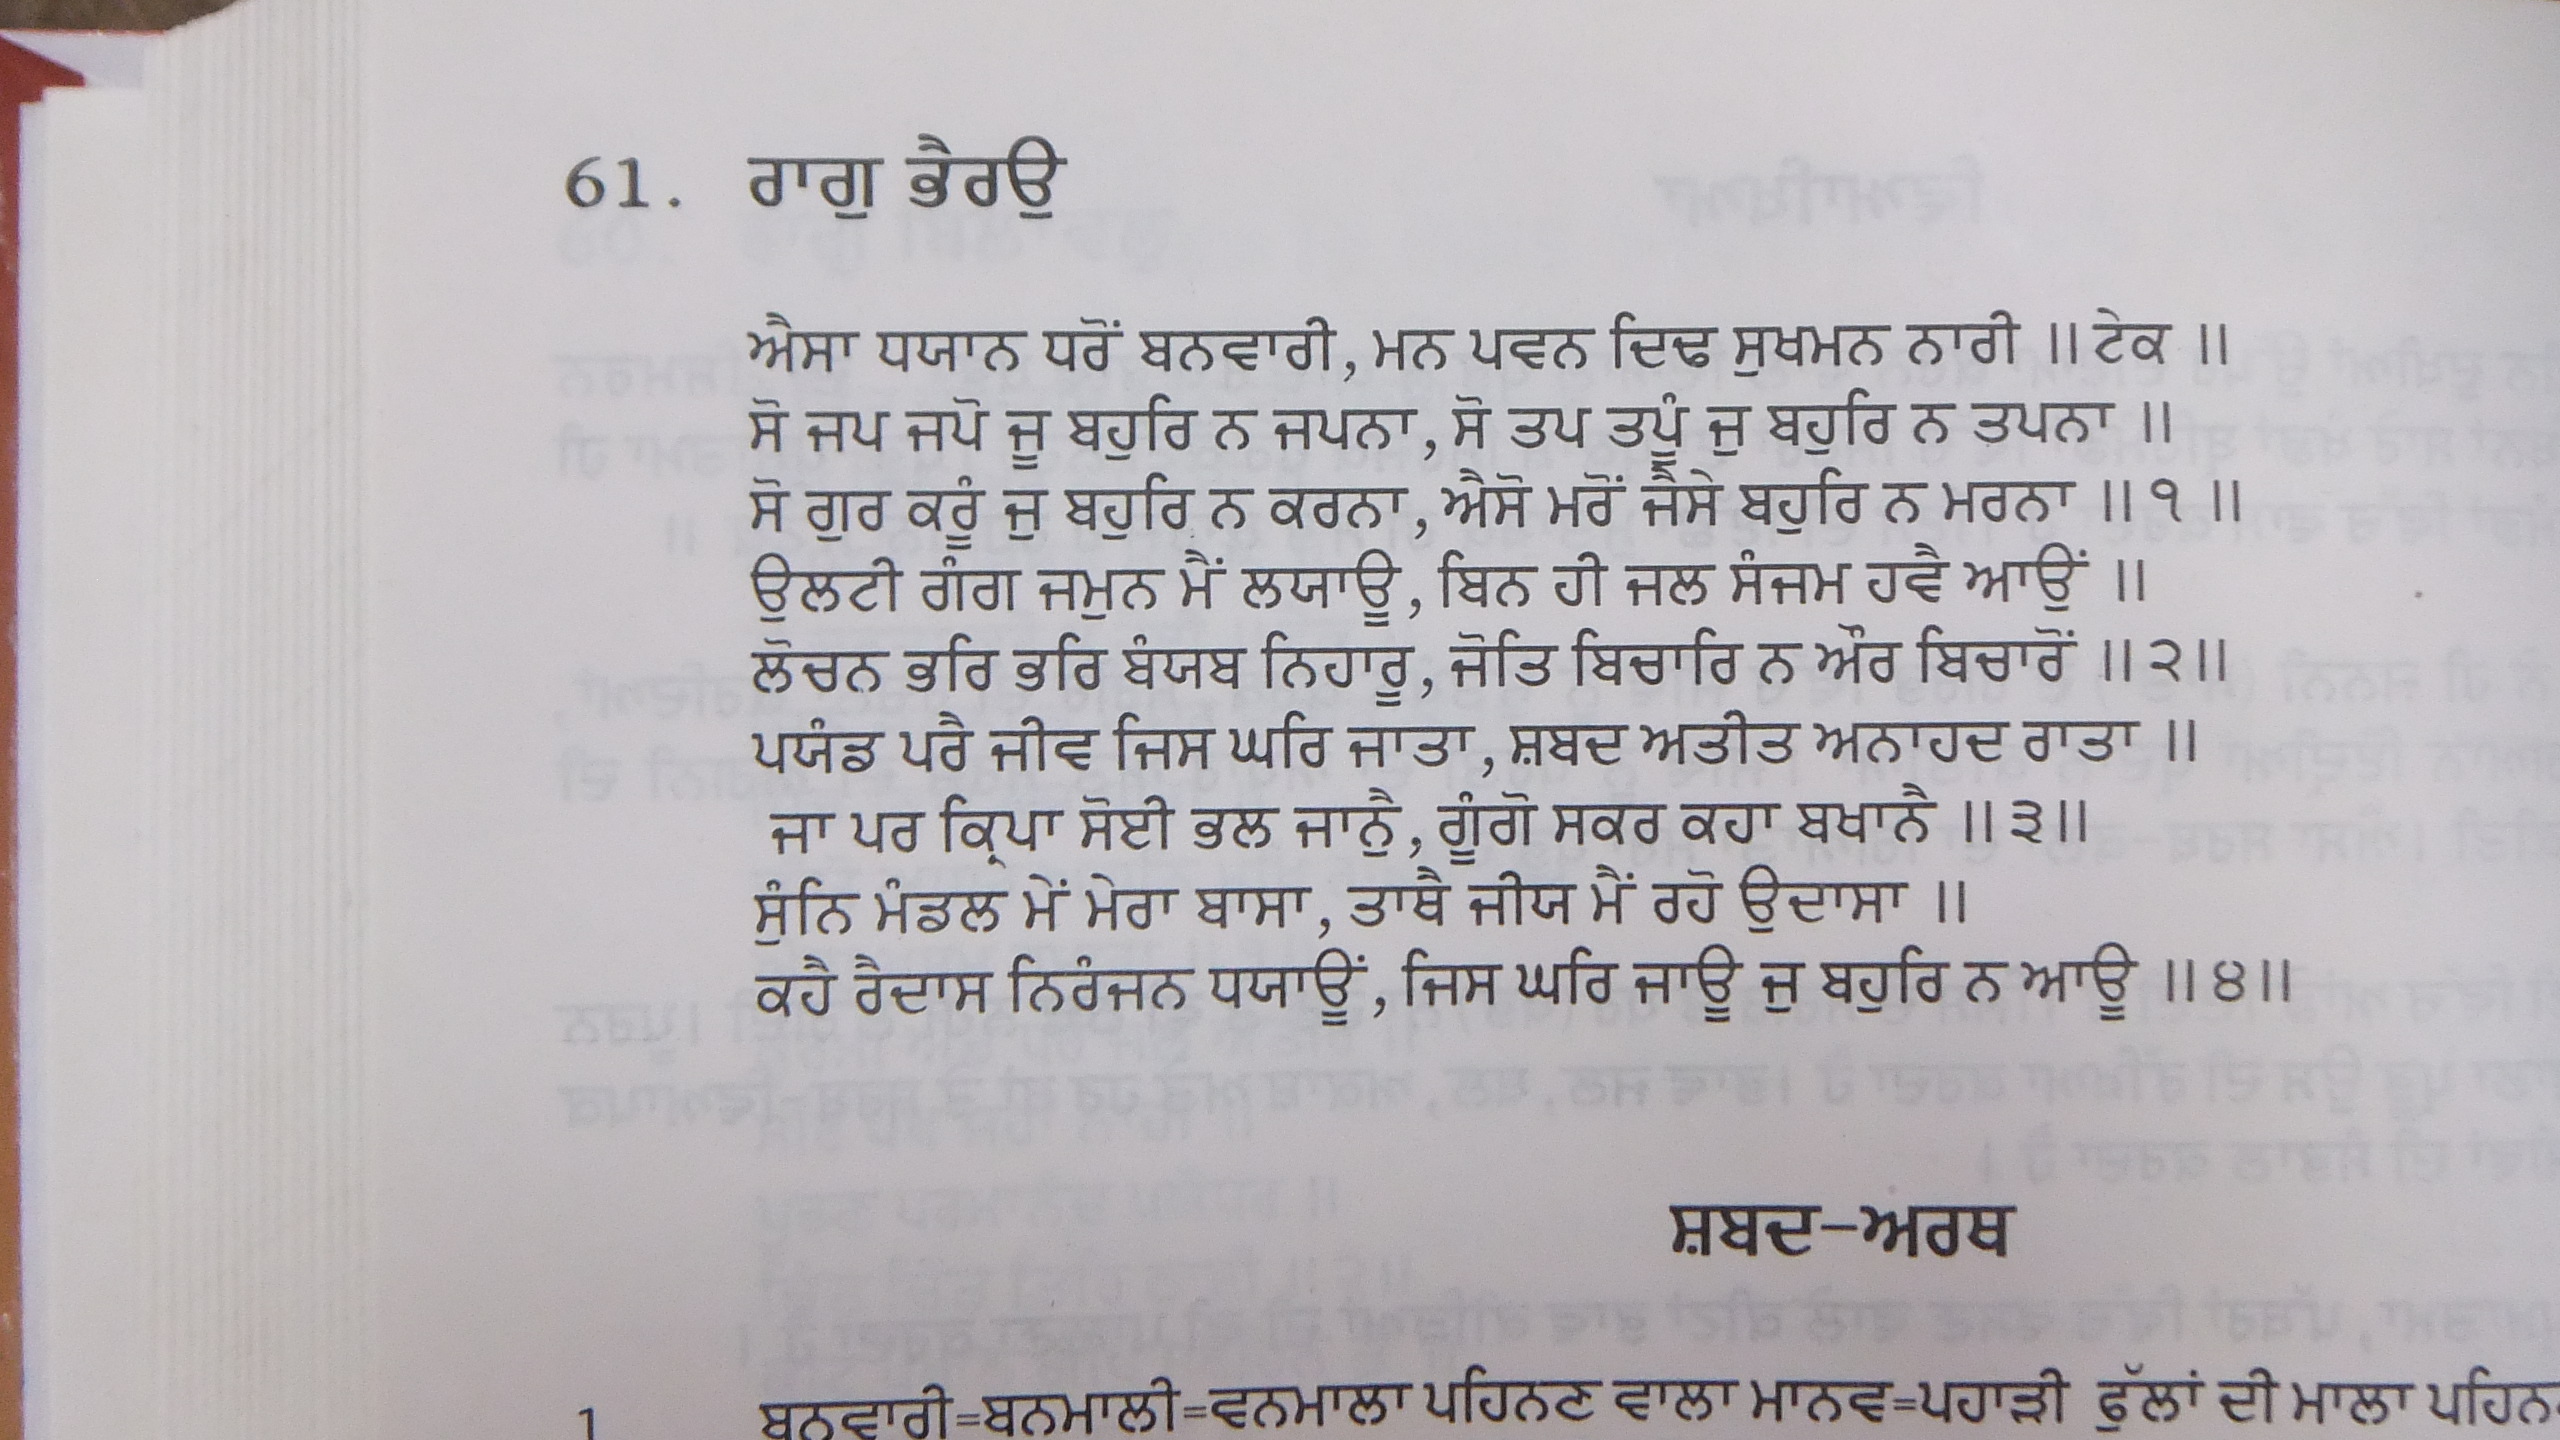 61. ਰਾਗੁ ਭੈਰਉ
ਐਸਾ ਧਯਾਨ ਧਰੋਂ ਬਨਵਾਰੀ, ਮਨ ਪਵਨ ਦਿਢ ਸੁਖਮਨ ਨਾਰੀ ॥ ਟੇਕ ॥
ਸੋ ਜਪ ਜਪੋ ਜੂ ਬਹੁਰਿ ਨ ਜਪਨਾ, ਸੋ ਤਪ ਤਪੂੰ ਜੁ ਬਹੁਰਿ ਨ ਤਪਨਾ ॥
ਸੋ ਗੁਰ ਕਰੂੰ ਜੁ ਬਹੁਰਿ ਨ ਕਰਨਾ, ਐਸੋ ਮਰੋਂ ਜੈਸੇ ਬਹੁਰਿ ਨ ਮਰਨਾ ॥ ੧ ॥
ਉਲਟੀ ਗੰਗ ਜਮੁਨ ਮੈਂ ਲਯਾਊ, ਬਿਨ ਹੀ ਜਲ ਸੰਜਮ ਹਵੈ ਆਉਂ ॥
ਲੋਚਨ ਭਰਿ ਭਰਿ ਬੰਯਬ ਨਿਹਾਰੂ, ਜੋਤਿ ਬਿਚਾਰਿ ਨ ਔਰ ਬਿਚਾਰੋਂ ॥ ੨॥
ਪਯੰਡ ਪਰੈ ਜੀਵ ਜਿਸ ਘਰਿ ਜਾਤਾ, ਸ਼ਬਦ ਅਤੀਤ ਅਨਾਹਦ ਰਾਤਾ ॥
ਜਾ ਪਰ ਕ੍ਰਿਪਾ ਸੋਈ ਭਲ ਜਾਨੁੈ, ਗੂੰਗੋ ਸਕਰ ਕਹਾ ਬਖਾਨੈ ॥ ੩॥
ਸੁੰਨਿ ਮੰਡਲ ਮੇਂ ਮੇਰਾ ਬਾਸਾ, ਤਾਥੈ ਜੀਯ ਮੈਂ ਰਹੋ ਉਦਾਸਾ ॥
ਕਹੈ ਰੈਦਾਸ ਨਿਰੰਜਨ ਧਯਾਊਂ, ਜਿਸ ਘਰਿ ਜਾਊ ਜੁ ਬਹੁਰਿ ਨ ਆਊ ॥ ੪॥
ਸ਼ਬਦ-ਅਰਥ
1 ਬਨਵਾਰੀ=ਬਨਮਾਲੀ=ਵਨਮਾਲਾ ਪਹਿਨਣ ਵਾਲਾ ਮਾਨਵ=ਪਹਾੜੀ ਫੁੱਲਾਂ ਦੀ ਮਾਲਾ